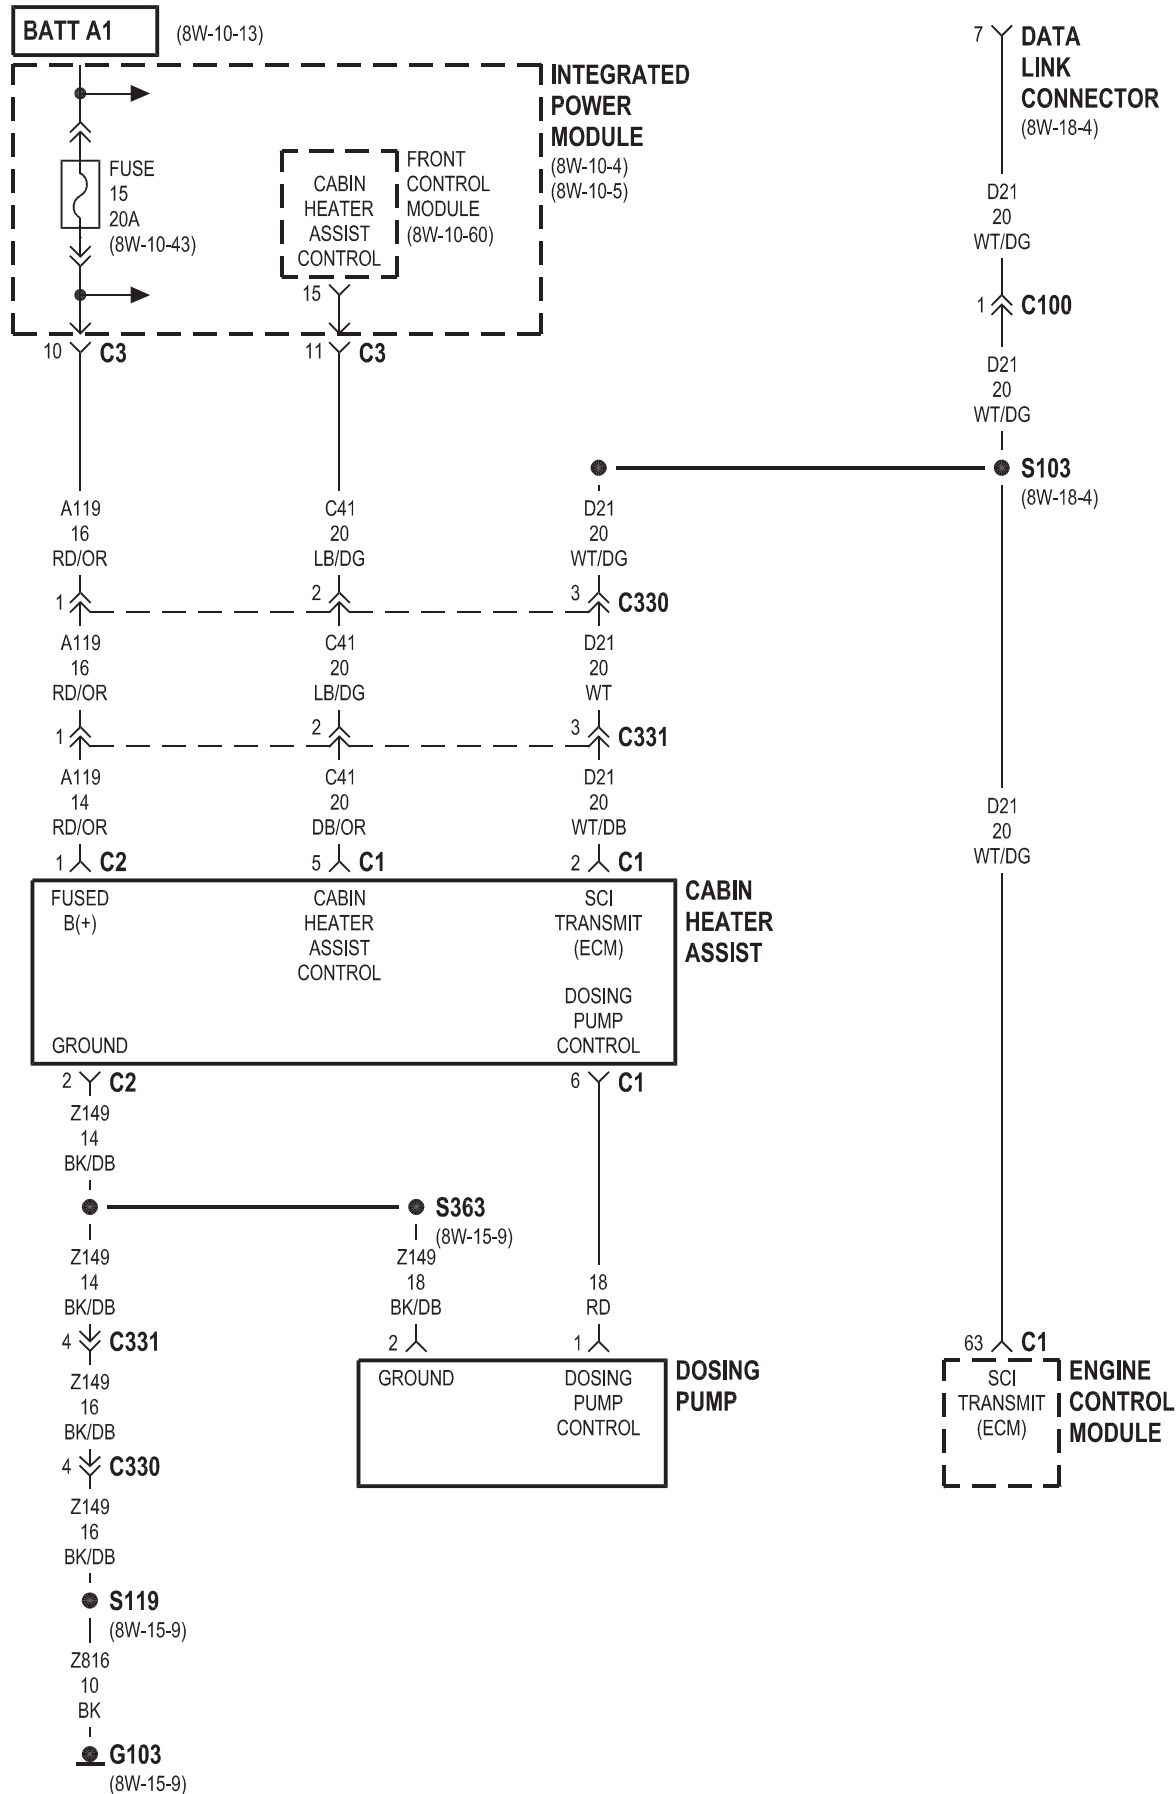 BATT A1 (8W-10-13)
7 DATA
LINK
CONNECTOR
(8W-18-4)
INTEGRATED
POWER
MODULE
(8W-10-4)
(8W-10-5)
FUSE
15
20A
(8W-10-43)
CABIN
HEATER
ASSIST
CONTROL
FRONT
CONTROL
MODULE
(8W-10-60)
15
10 C3
11 C3
D21
20
WT/DG
1 C100
D21
20
WT/DG
S103
(8W-18-4)
A119
16
RD/OR
C41
20
LB/DG
D21
20
WT/DG
1
2
3 C330
A119
16
RD/OR
C41
20
LB/DG
D21
20
WT
1
2
3 C331
A119
14
RD/OR
C41
20
DB/OR
D21
20
WT/DB
D21
20
WT/DG
1 C2
5 C1
2 C1
FUSED
B(+)
CABIN
HEATER
ASSIST
CONTROL
SCI
TRANSMIT
(ECM)
CABIN
HEATER
ASSIST
DOSING
PUMP
CONTROL
GROUND
2 C2
6 C1
Z149
14
BK/DB
S363
(8W-15-9)
Z149
14
BK/DB
Z149
18
BK/DB
18
RD
4 C331
2
1
63 C1
GROUND
DOSING
PUMP
CONTROL
DOSING
PUMP
SCI
TRANSMIT
(ECM)
ENGINE
CONTROL
MODULE
Z149
16
BK/DB
4 C330
Z149
16
BK/DB
S119
(8W-15-9)
Z816
10
BK
G103
(8W-15-9)